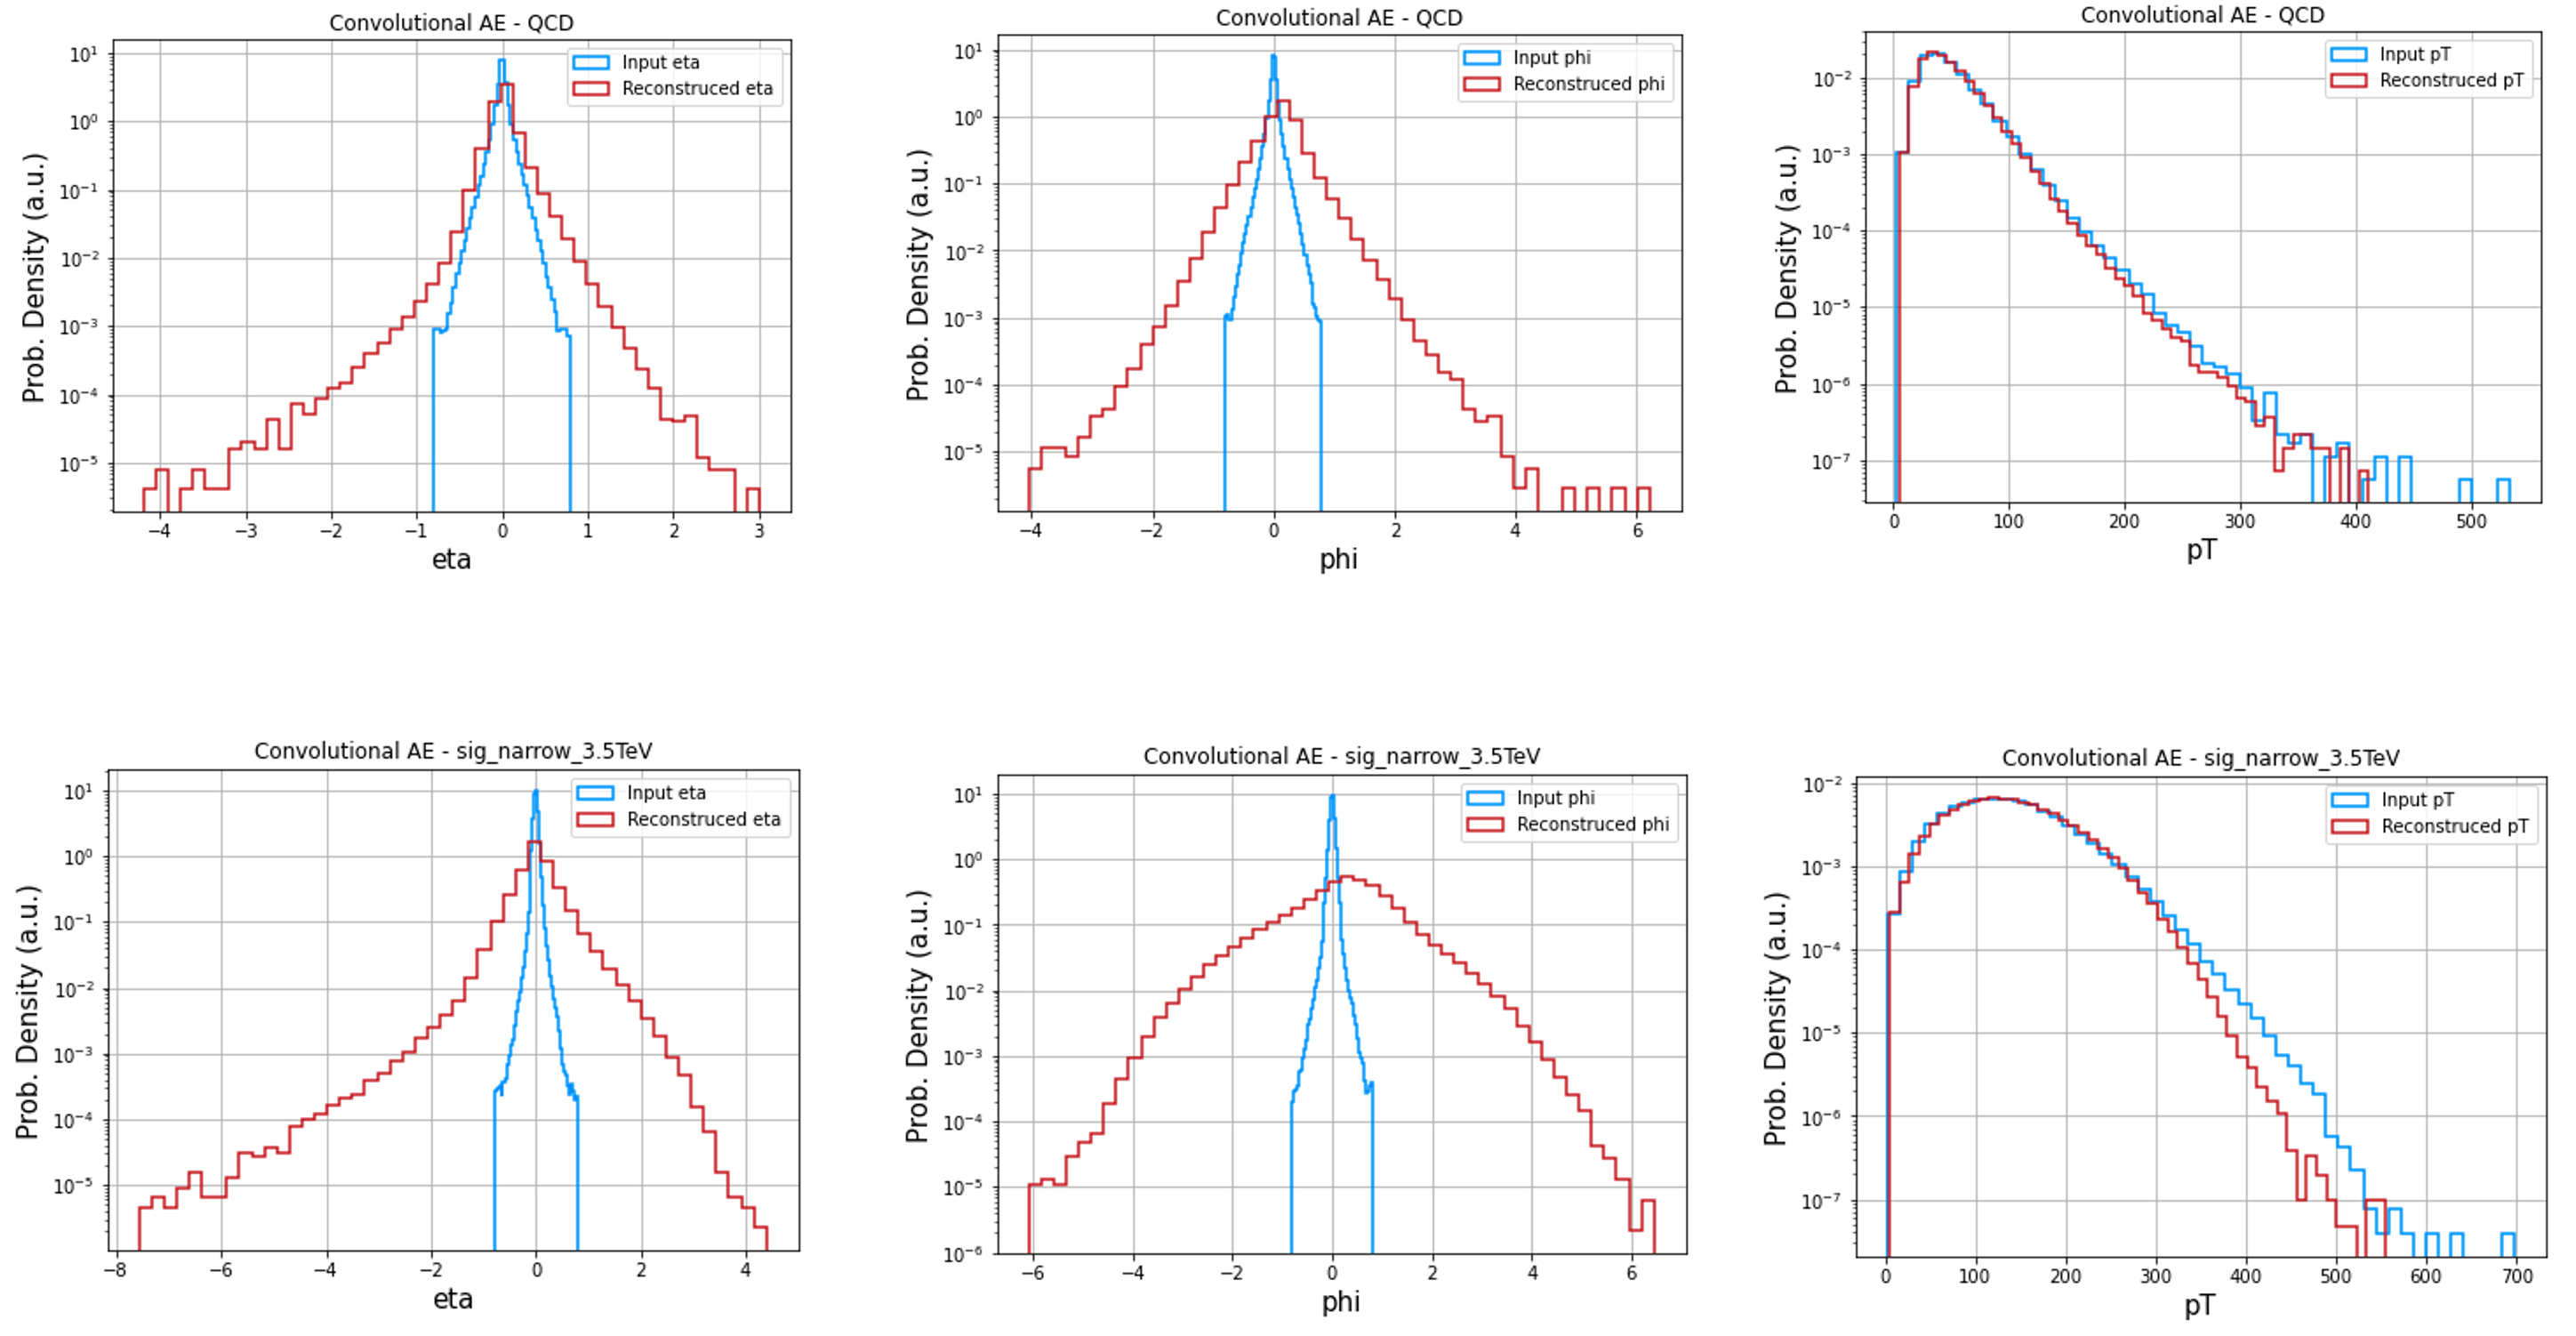 Convolutional AE - QCD
Input eta
Reconstruced eta
Prob. Density (a.u.)
10¹
10⁰
10⁻¹
10⁻²
10⁻³
10⁻⁴
10⁻⁵
−4 −3 −2 −1 0 1 2 3
eta
Convolutional AE - QCD
Input phi
Reconstruced phi
Prob. Density (a.u.)
10¹
10⁰
10⁻¹
10⁻²
10⁻³
10⁻⁴
10⁻⁵
−4 −2 0 2 4 6
phi
Convolutional AE - QCD
Input pT
Reconstruced pT
Prob. Density (a.u.)
10⁻²
10⁻³
10⁻⁴
10⁻⁵
10⁻⁶
10⁻⁷
0 100 200 300 400 500
pT
Convolutional AE - sig_narrow_3.5TeV
Input eta
Reconstruced eta
Prob. Density (a.u.)
10¹
10⁰
10⁻¹
10⁻²
10⁻³
10⁻⁴
10⁻⁵
−8 −6 −4 −2 0 2 4
eta
Convolutional AE - sig_narrow_3.5TeV
Input phi
Reconstruced phi
Prob. Density (a.u.)
10¹
10⁰
10⁻¹
10⁻²
10⁻³
10⁻⁴
10⁻⁵
10⁻⁶
−6 −4 −2 0 2 4 6
phi
Convolutional AE - sig_narrow_3.5TeV
Input pT
Reconstruced pT
Prob. Density (a.u.)
10⁻²
10⁻³
10⁻⁴
10⁻⁵
10⁻⁶
10⁻⁷
0 100 200 300 400 500 600 700
pT